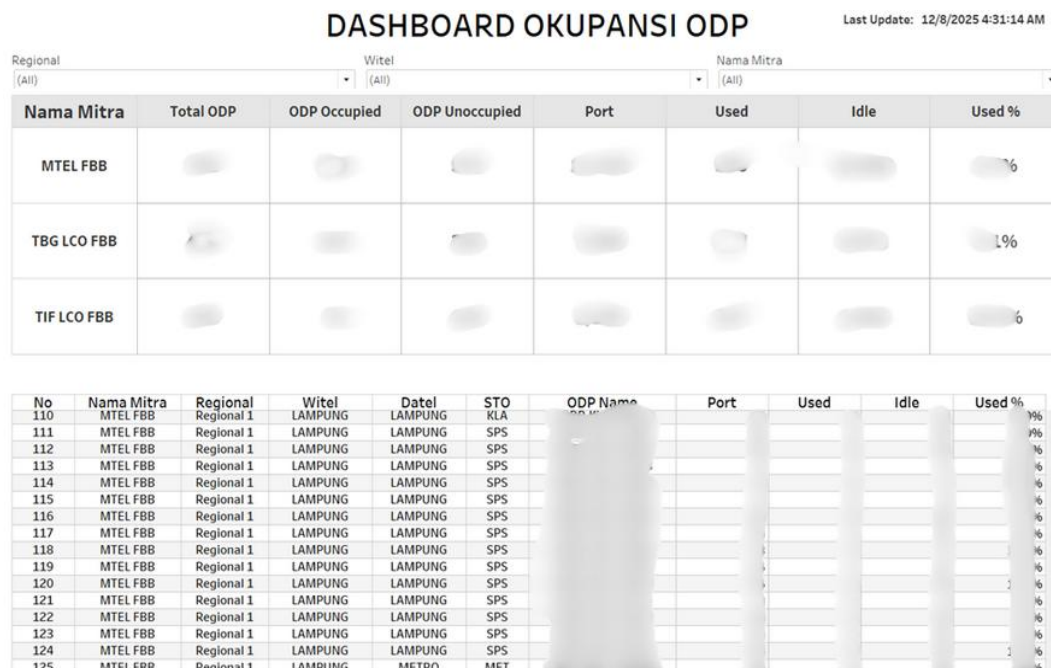 DASHBOARD OKUPANSI ODP
Last Update: 12/8/2025 4:31:14 AM
Regional Witel Nama Mitra
(All) (All) (All)
Nama Mitra Total ODP ODP Occupied ODP Unoccupied Port Used Idle Used %
MTEL FBB %
TBG LCO FBB 1%
TIF LCO FBB
No Nama Mitra Regional Witel Datel STO ODP Name Port Used Idle Used %
110 MTEL FBB Regional 1 LAMPUNG LAMPUNG KLA
111 MTEL FBB Regional 1 LAMPUNG LAMPUNG SPS
112 MTEL FBB Regional 1 LAMPUNG LAMPUNG SPS
113 MTEL FBB Regional 1 LAMPUNG LAMPUNG SPS
114 MTEL FBB Regional 1 LAMPUNG LAMPUNG SPS
115 MTEL FBB Regional 1 LAMPUNG LAMPUNG SPS
116 MTEL FBB Regional 1 LAMPUNG LAMPUNG SPS
117 MTEL FBB Regional 1 LAMPUNG LAMPUNG SPS
118 MTEL FBB Regional 1 LAMPUNG LAMPUNG SPS
119 MTEL FBB Regional 1 LAMPUNG LAMPUNG SPS
120 MTEL FBB Regional 1 LAMPUNG LAMPUNG SPS
121 MTEL FBB Regional 1 LAMPUNG LAMPUNG SPS
122 MTEL FBB Regional 1 LAMPUNG LAMPUNG SPS
123 MTEL FBB Regional 1 LAMPUNG LAMPUNG SPS
124 MTEL FBB Regional 1 LAMPUNG LAMPUNG SPS
125 MTEL FBB Regional 1 LAMPUNG METRO MET